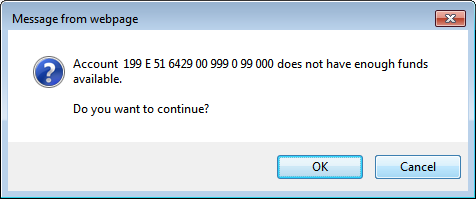 Message from webpage
Account 199 E 51 6429 00 999 0 99 000 does not have enough funds
available.
Do you want to continue?
OK
Cancel